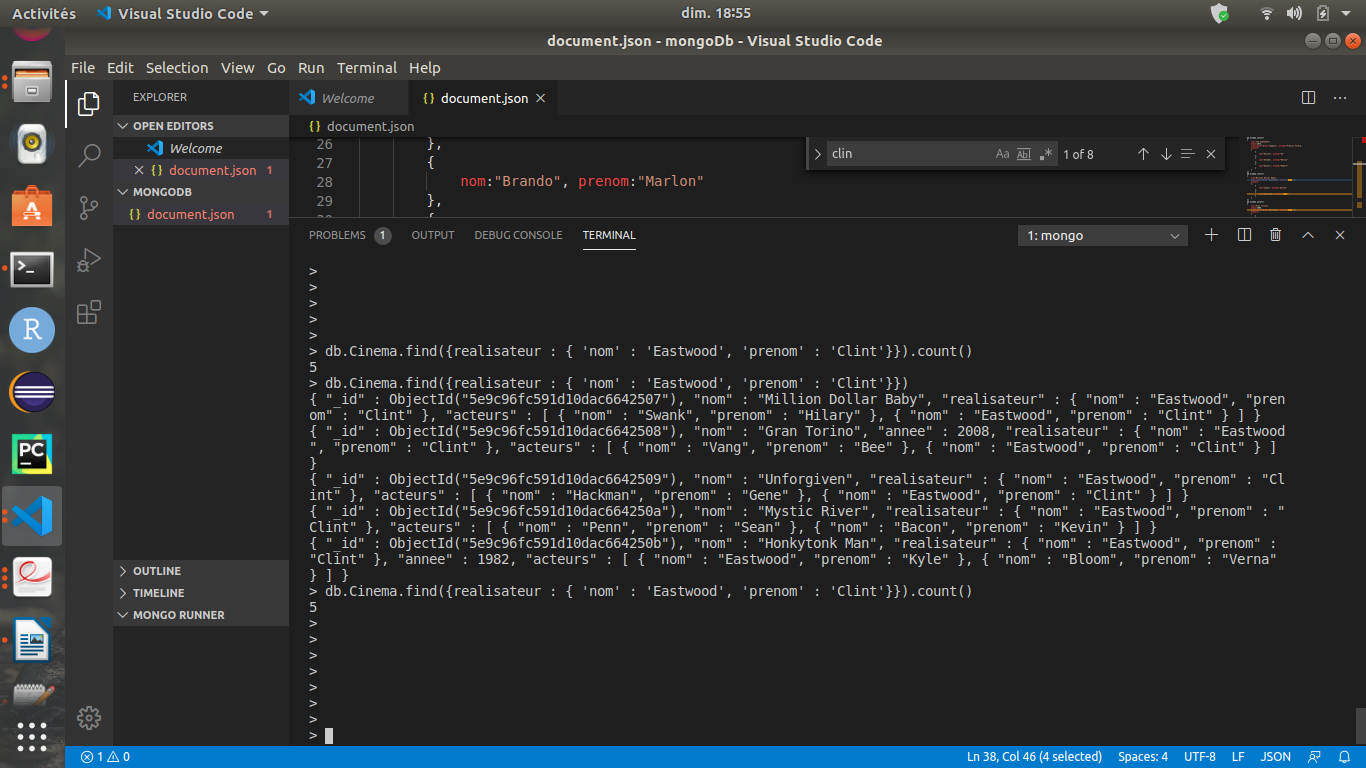 Activités
Visual Studio Code
dim. 18:55
document.json - mongoDb - Visual Studio Code
File Edit Selection View Go Run Terminal Help
EXPLORER
OPEN EDITORS
Welcome
document.json 1
MONGODB
document.json 1
OUTLINE
TIMELINE
MONGO RUNNER
Welcome
{} document.json
{} document.json
clin
Aa Abl .*
1 of 8
26 },
27 {
28 nom:"Brando", prenom:"Marlon"
29 },
PROBLEMS 1 OUTPUT DEBUG CONSOLE TERMINAL
1: mongo
>
>
>
>
>
> db.Cinema.find({realisateur : { 'nom' : 'Eastwood', 'prenom' : 'Clint'}}).count()
5
> db.Cinema.find({realisateur : { 'nom' : 'Eastwood', 'prenom' : 'Clint'}})
{ "_id" : ObjectId("5e9c96fc591d10dac6642507"), "nom" : "Million Dollar Baby", "realisateur" : { "nom" : "Eastwood", "pren
om" : "Clint" }, "acteurs" : [ { "nom" : "Swank", "prenom" : "Hilary" }, { "nom" : "Eastwood", "prenom" : "Clint" } ] }
{ "_id" : ObjectId("5e9c96fc591d10dac6642508"), "nom" : "Gran Torino", "annee" : 2008, "realisateur" : { "nom" : "Eastwood
", "prenom" : "Clint" }, "acteurs" : [ { "nom" : "Vang", "prenom" : "Bee" }, { "nom" : "Eastwood", "prenom" : "Clint" } ]
}
{ "_id" : ObjectId("5e9c96fc591d10dac6642509"), "nom" : "Unforgiven", "realisateur" : { "nom" : "Eastwood", "prenom" : "Cl
int" }, "acteurs" : [ { "nom" : "Hackman", "prenom" : "Gene" }, { "nom" : "Eastwood", "prenom" : "Clint" } ] }
{ "_id" : ObjectId("5e9c96fc591d10dac664250a"), "nom" : "Mystic River", "realisateur" : { "nom" : "Eastwood", "prenom" : "
Clint" }, "acteurs" : [ { "nom" : "Penn", "prenom" : "Sean" }, { "nom" : "Bacon", "prenom" : "Kevin" } ] }
{ "_id" : ObjectId("5e9c96fc591d10dac664250b"), "nom" : "Honkytonk Man", "realisateur" : { "nom" : "Eastwood", "prenom" :
"Clint" }, "annee" : 1982, "acteurs" : [ { "nom" : "Eastwood", "prenom" : "Kyle" }, { "nom" : "Bloom", "prenom" : "Verna"
} ] }
> db.Cinema.find({realisateur : { 'nom' : 'Eastwood', 'prenom' : 'Clint'}}).count()
5
>
>
>
>
>
>
>
>
R
PC
1 0
Ln 38, Col 46 (4 selected) Spaces: 4 UTF-8 LF JSON